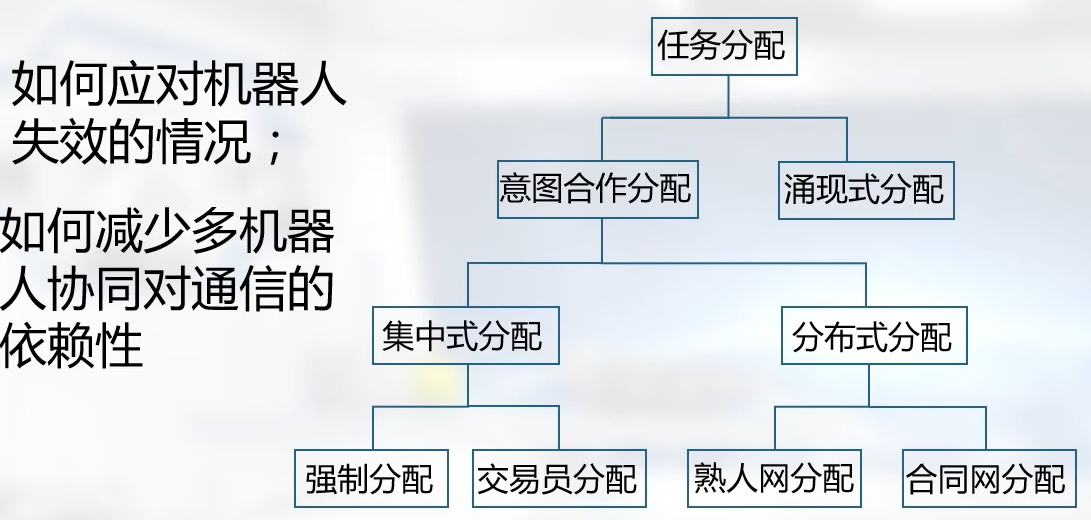 如何应对机器人
失效的情况；
如何减少多机器
人协同对通信的
依赖性
任务分配
意图合作分配
涌现式分配
集中式分配
分布式分配
强制分配
交易员分配
熟人网分配
合同网分配